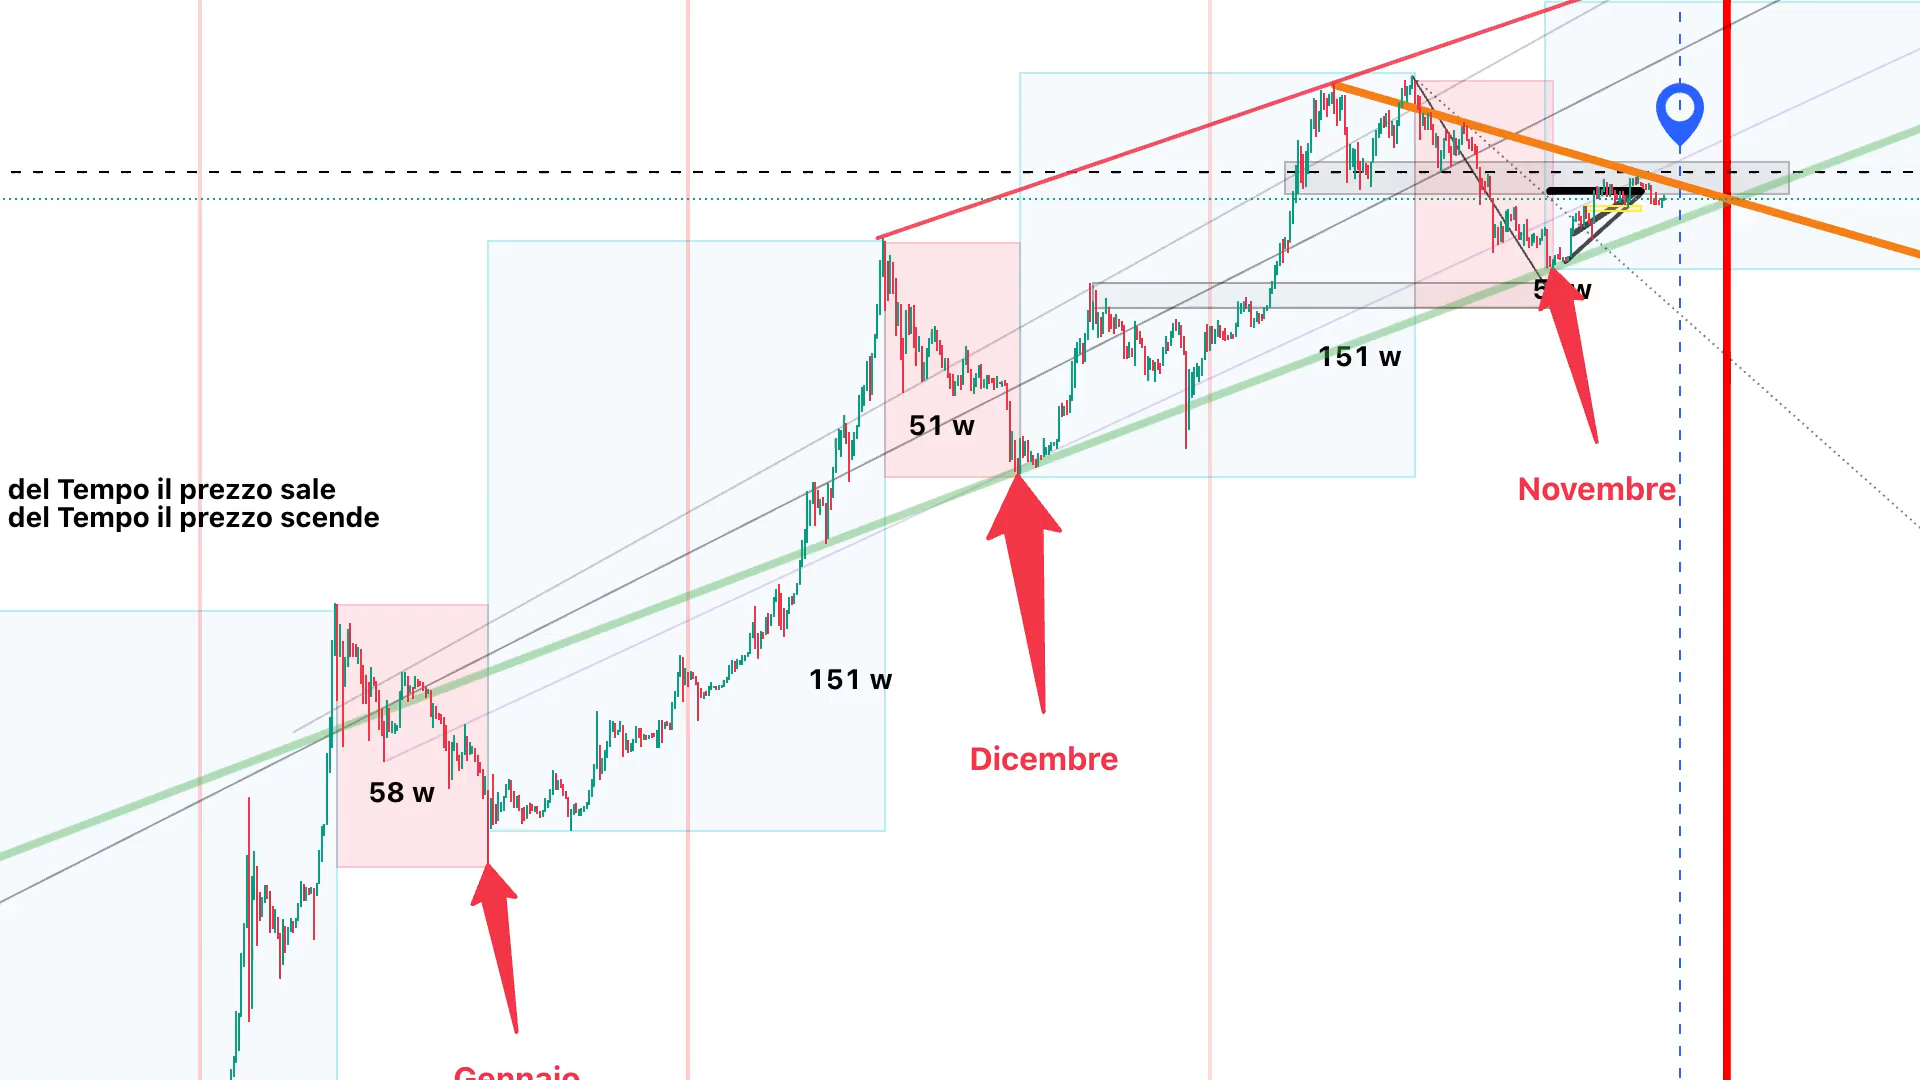 151 w
51 w
Novembre
del Tempo il prezzo sale
del Tempo il prezzo scende
151 w
Dicembre
58 w
Gennaio